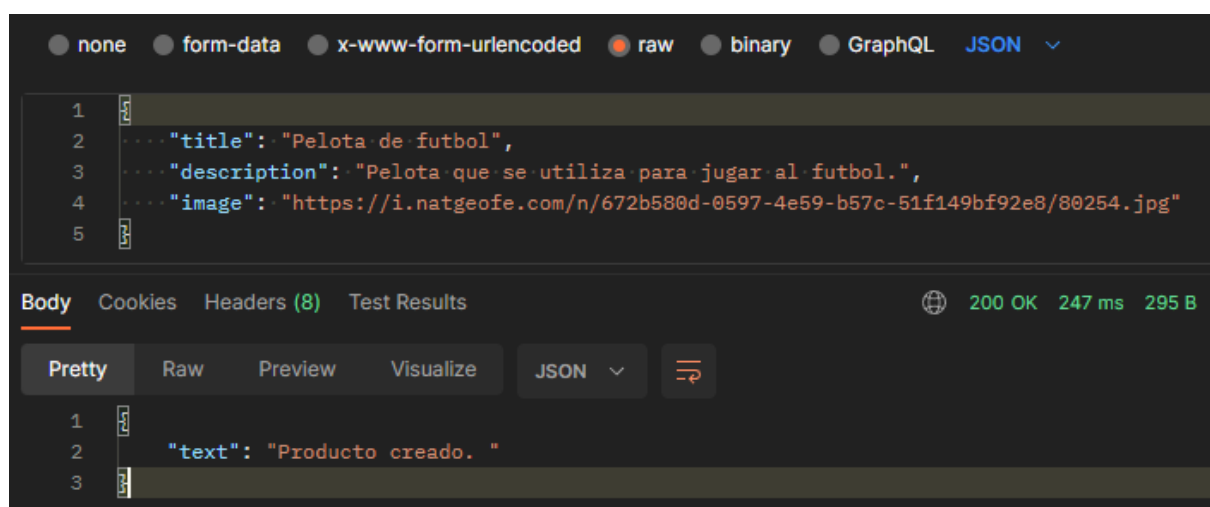 none form-data x-www-form-urlencoded raw binary GraphQL JSON
1 {
2 "title": "Pelota de futbol",
3 "description": "Pelota que se utiliza para jugar al futbol.",
4 "image": "https://i.natgeofe.com/n/672b580d-0597-4e59-b57c-51f149bf92e8/80254.jpg"
5 }
Body Cookies Headers (8) Test Results 200 OK 247 ms 295 B
Pretty Raw Preview Visualize JSON
1 {
2 "text": "Producto creado. "
3 }